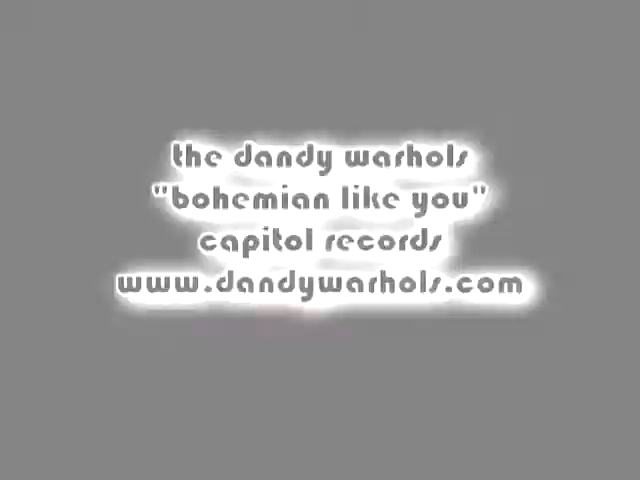 the dandy warhols
"bohemian like you"
capitol records
www.dandywarhols.com